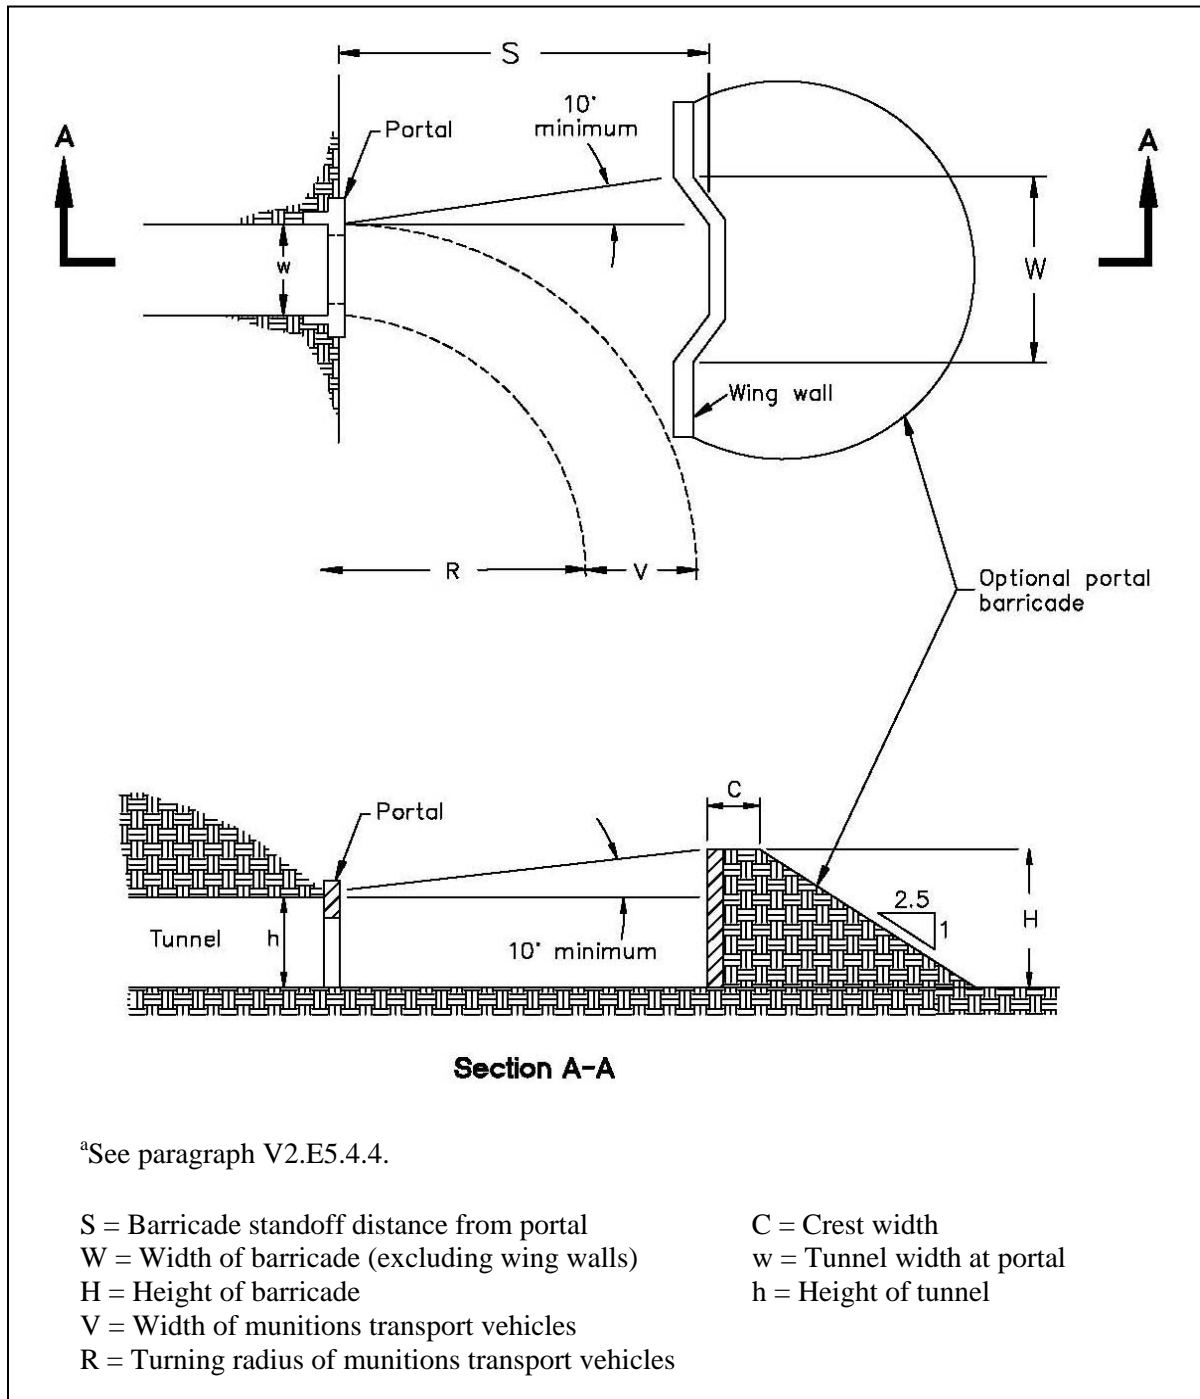 S
10°
minimum
Portal
A
A
w
W
Wing wall
R
V
Optional portal
barricade
C
Portal
2.5
1
H
Tunnel
h
10° minimum
Section A-A
aSee paragraph V2.E5.4.4.
S = Barricade standoff distance from portal
W = Width of barricade (excluding wing walls)
H = Height of barricade
V = Width of munitions transport vehicles
R = Turning radius of munitions transport vehicles
C = Crest width
w = Tunnel width at portal
h = Height of tunnel